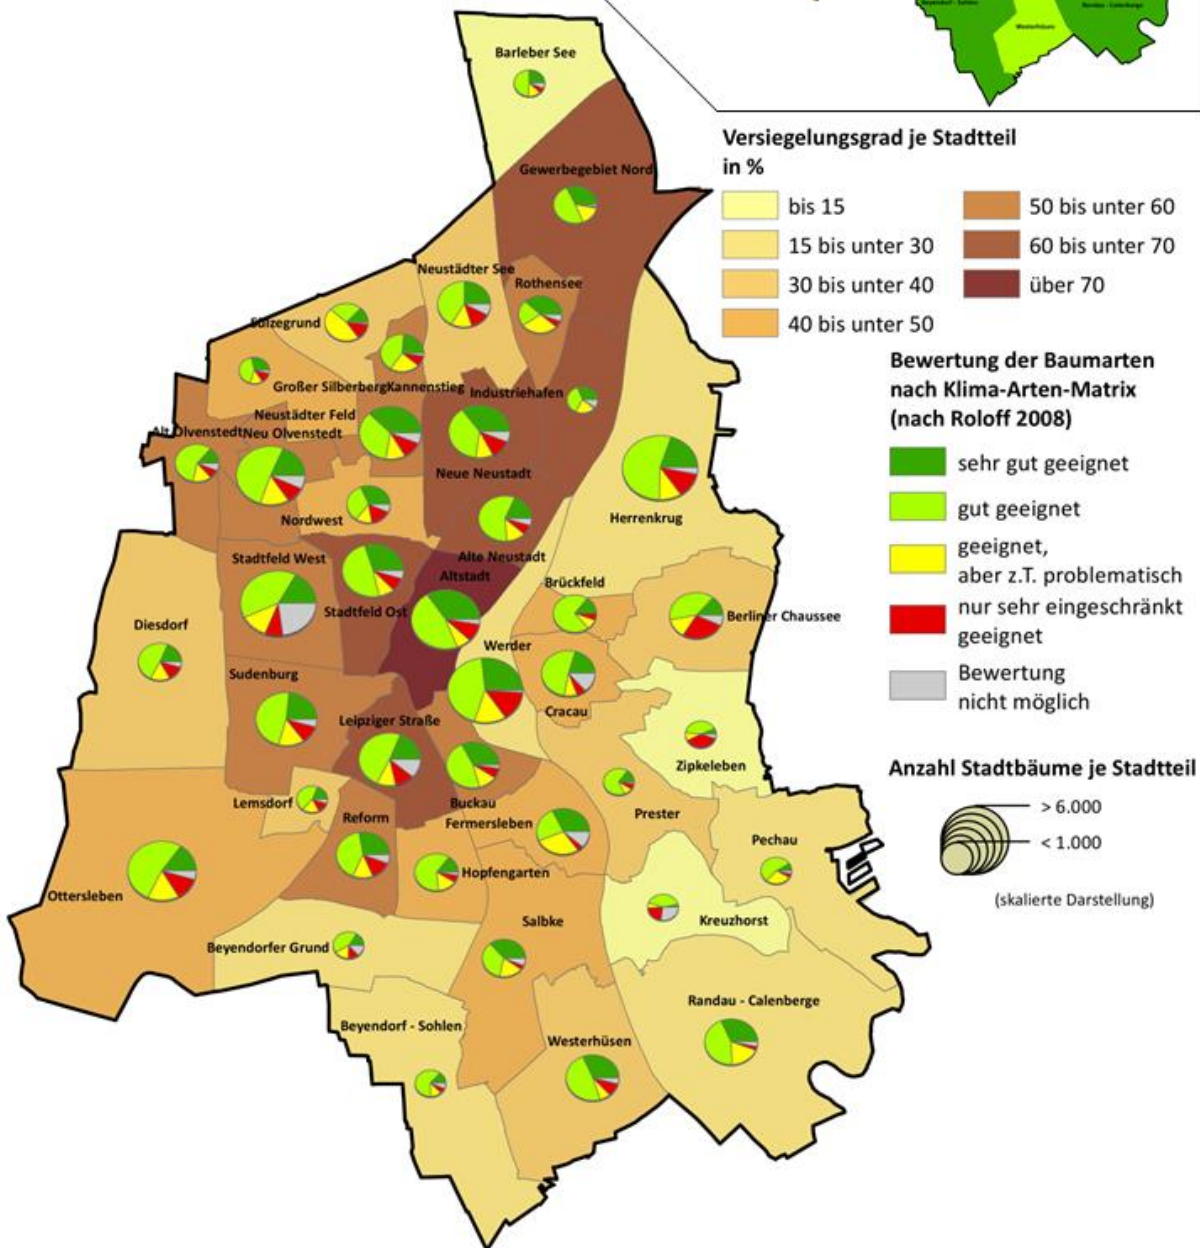 Beyendorf - Sohlen
Randau - Calenberge
Westerhüsen
Barleber See
Versiegelungsgrad je Stadtteil
in %
bis 15
15 bis unter 30
30 bis unter 40
40 bis unter 50
50 bis unter 60
60 bis unter 70
über 70
Gewerbegebiet Nord
Neustädter See
Rothensee
Sülzegrund
Großer Silberberg
Kannenstieg
Industriehafen
Neustädter Feld
Alt Olvenstedt
Neu Olvenstedt
Neue Neustadt
Nordwest
Herrenkrug
Bewertung der Baumarten
nach Klima-Arten-Matrix
(nach Roloff 2008)
sehr gut geeignet
gut geeignet
geeignet,
aber z.T. problematisch
nur sehr eingeschränkt
geeignet
Bewertung
nicht möglich
Stadtfeld West
Alte Neustadt
Altstadt
Brückfeld
Stadtfeld Ost
Berliner Chaussee
Diesdorf
Werder
Sudenburg
Cracau
Leipziger Straße
Zipkeleben
Anzahl Stadtbäume je Stadtteil
> 6.000
< 1.000
(skalierte Darstellung)
Lemsdorf
Buckau
Reform
Fermersleben
Prester
Pechau
Hopfengarten
Ottersleben
Salbke
Kreuzhorst
Beyendorfer Grund
Randau - Calenberge
Beyendorf - Sohlen
Westerhüsen